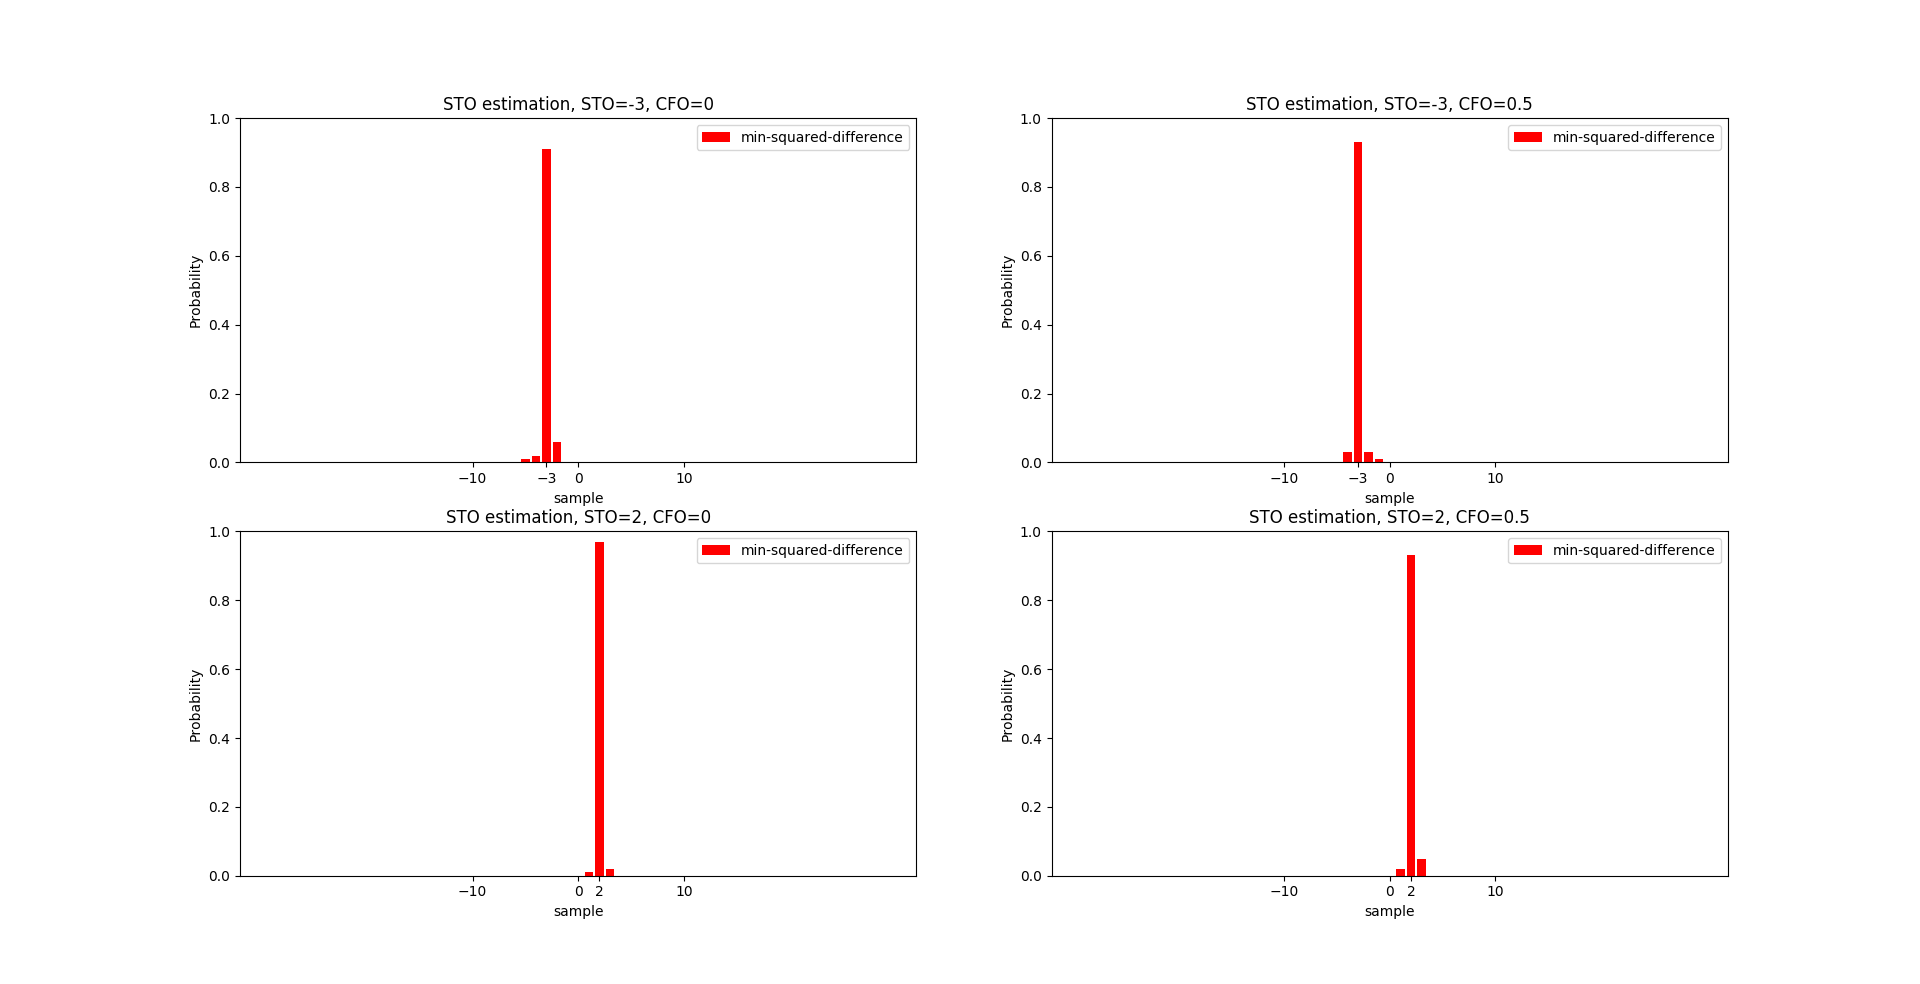 STO estimation, STO=-3, CFO=0
1.0
0.8
0.6
0.4
0.2
0.0
Probability
min-squared-difference
−10 −3 0 10
sample
STO estimation, STO=-3, CFO=0.5
1.0
0.8
0.6
0.4
0.2
0.0
Probability
min-squared-difference
−10 −3 0 10
sample
STO estimation, STO=2, CFO=0
1.0
0.8
0.6
0.4
0.2
0.0
Probability
min-squared-difference
−10 0 2 10
sample
STO estimation, STO=2, CFO=0.5
1.0
0.8
0.6
0.4
0.2
0.0
Probability
min-squared-difference
−10 0 2 10
sample